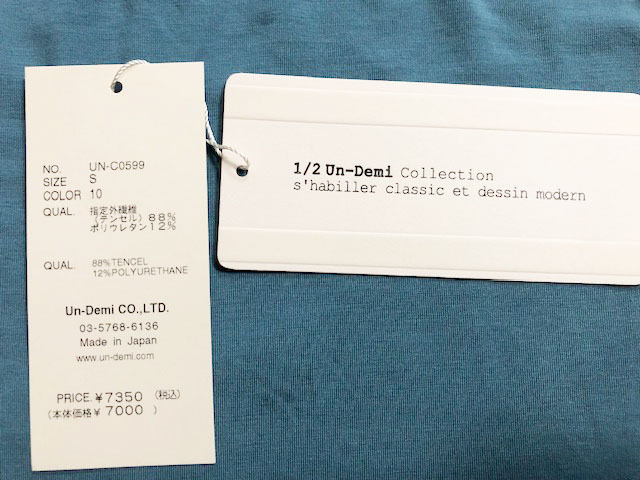 NO. UN-C0599
SIZE S
COLOR 10
QUAL. 指定外繊維
(テンセル) 88%
ポリウレタン12%
QUAL. 88%TENCEL
12%POLYURETHANE
Un-Demi CO.,LTD.
03-5768-6136
Made in Japan
www.un-demi.com
PRICE.¥7350 (税込)
(本体価格¥ 7000 )
1/2 Un-Demi Collection
s'habiller classic et dessin modern